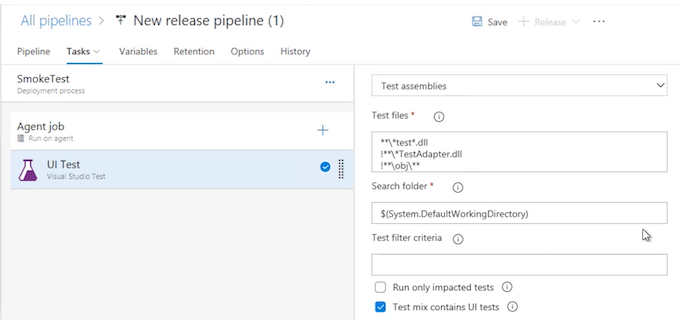 All pipelines > New release pipeline (1)
Save
Release
...
Pipeline
Tasks
Variables
Retention
Options
History
SmokeTest
Deployment process
...
Agent job
Run on agent
+
UI Test
Visual Studio Test
Test assemblies
Test files *
**\*test*.dll
!**\*TestAdapter.dll
!**\obj\**
Search folder *
$(System.DefaultWorkingDirectory)
Test filter criteria
Run only impacted tests
Test mix contains UI tests